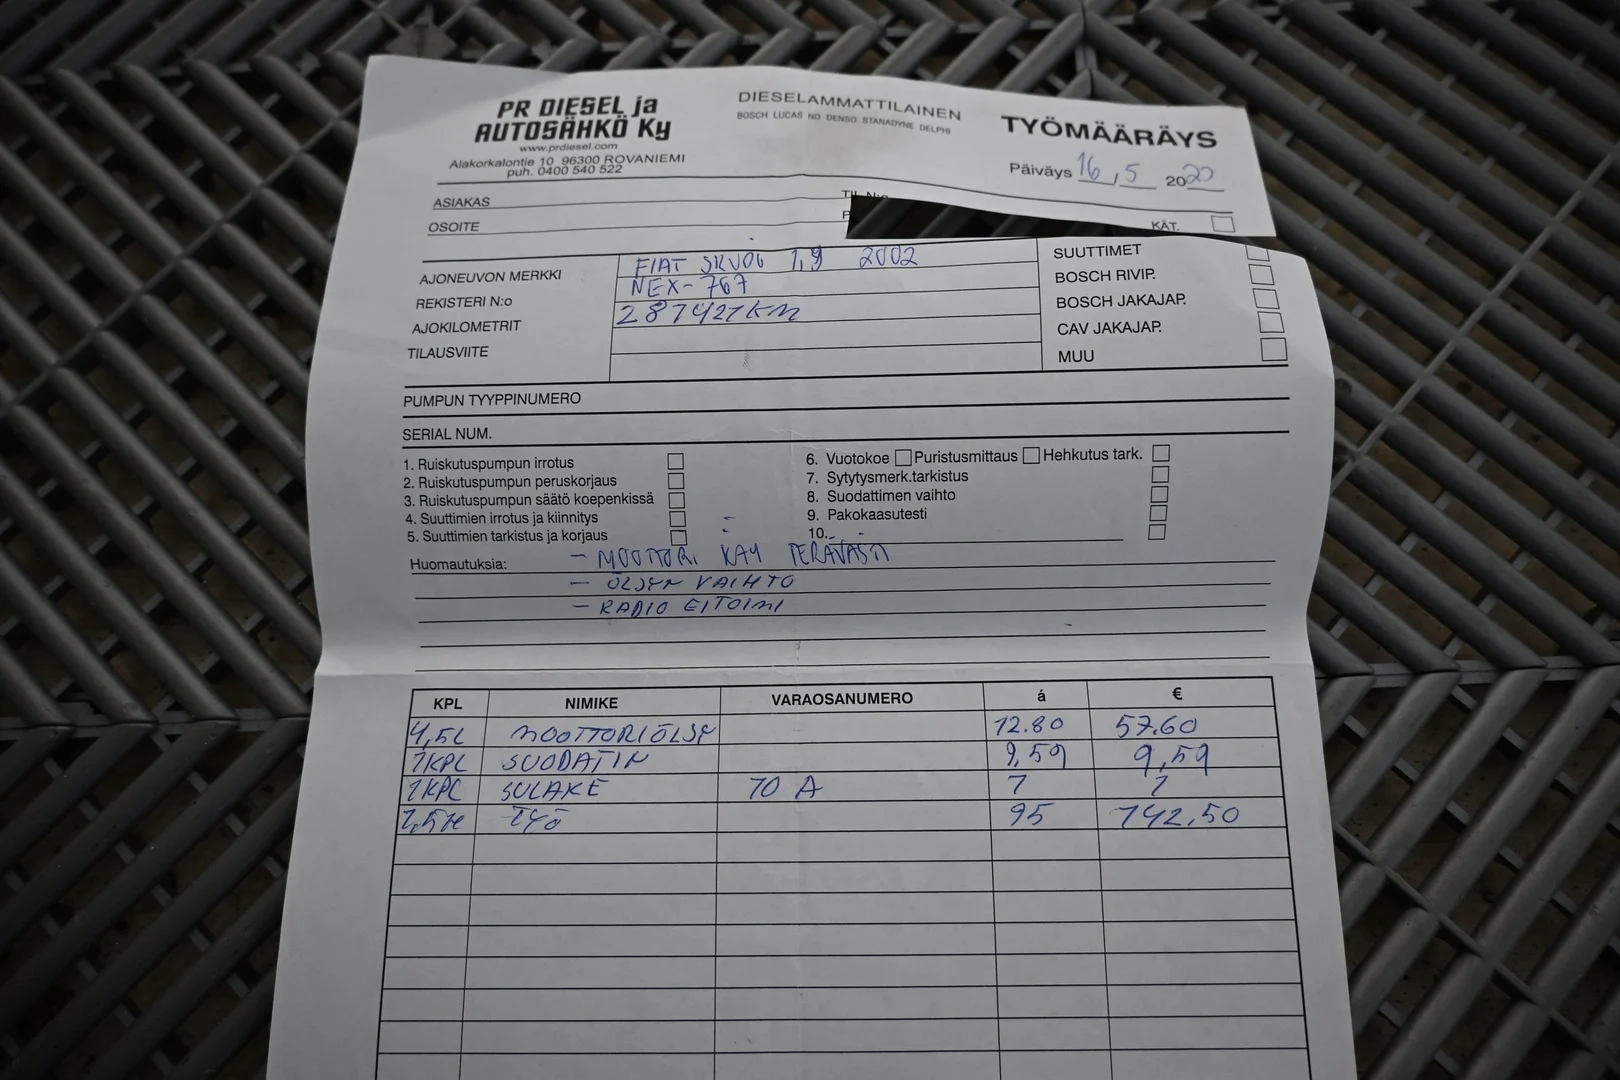 PR DIESEL ja
AUTOSÄHKÖ Ky
www.prdiesel.com
Alakorkalontie 10 96300 ROVANIEMI
puh. 0400 540 522
DIESELAMMATTILAINEN
BOSCH LUCAS ND DENSO STANADYNE DELPHI
TYÖMÄÄRÄYS
Päiväys 16 , 5 2020
ASIAKAS
OSOITE
KÄT.
AJONEUVON MERKKI FIAT 1,9 2002
REKISTERI N:o NEX-767
AJOKILOMETRIT 287427KM
TILAUSVIITE
SUUTTIMET
BOSCH RIVIP.
BOSCH JAKAJAP.
CAV JAKAJAP.
MUU
PUMPUN TYYPPINUMERO
SERIAL NUM.
1. Ruiskutuspumpun irrotus
2. Ruiskutuspumpun peruskorjaus
3. Ruiskutuspumpun säätö koepenkissä
4. Suuttimien irrotus ja kiinnitys
5. Suuttimien tarkistus ja korjaus
6. Vuotokoe Puristusmittaus Hehkutus tark.
7. Sytytysmerk.tarkistus
8. Suodattimen vaihto
9. Pakokaasutesti
10.
Huomautuksia: - MOOTTORI KÄY TERÄVÄSTI
- ÖLJYN VAIHTO
- RADIO EI TOIMI
KPL NIMIKE VARAOSANUMERO á €
4,5L MOOTTORIÖLJY 12.80 57.60
1KPL SUODATIN 9,59 9,59
1KPL SULAKE 10 A 1 1
1,5H TYÖ 95 142,50